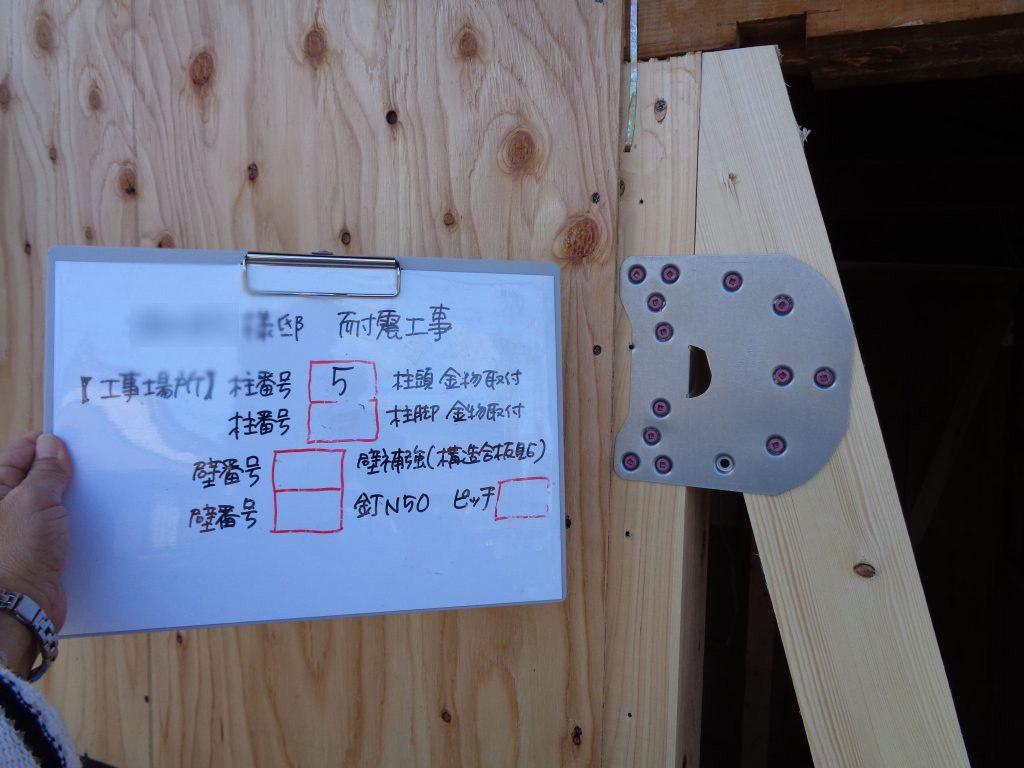 様邸 耐震工事
【工事場所】 柱番号 5 柱頭 金物取付
柱番号 柱脚 金物取付
壁番号 壁補強(構造合板貼)
壁番号 釘N50 ピッチ